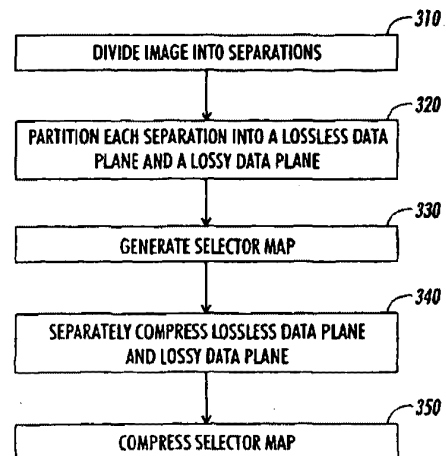 310
DIVIDE IMAGE INTO SEPARATIONS
320
PARTITION EACH SEPARATION INTO A LOSSLESS DATA
PLANE AND A LOSSY DATA PLANE
330
GENERATE SELECTOR MAP
340
SEPARATELY COMPRESS LOSSLESS DATA PLANE
AND LOSSY DATA PLANE
350
COMPRESS SELECTOR MAP